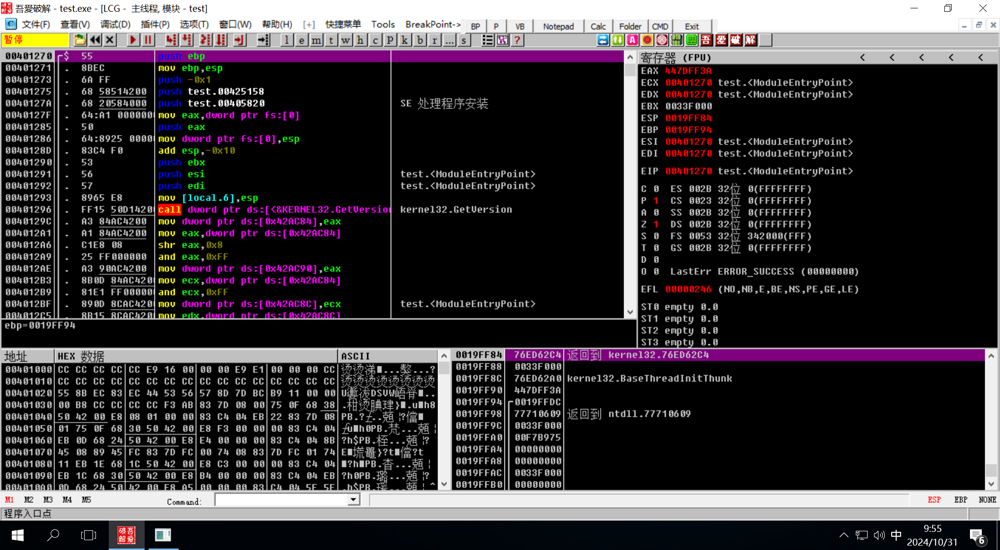 吾愛破解 - test.exe - [LCG - 主线程, 模块 - test]
文件(F) 查看(V) 调试(D) 插件(P) 选项(T) 窗口(W) 帮助(H) [+] 快捷菜单 Tools BreakPoint-> BP P VB Notepad Calc Folder CMD Exit
暂停 l e m t w h c P k b r ... s ? A 吾 爱 破 解
00401270 $ 55 push ebp
00401271 . 8BEC mov ebp,esp
00401273 . 6A FF push -0x1
00401275 . 68 58514200 push test.00425158
0040127A . 68 20584000 push test.00405820 SE 处理程序安装
0040127F . 64:A1 0000000 mov eax,dword ptr fs:[0]
00401285 . 50 push eax
00401286 . 64:8925 0000 mov dword ptr fs:[0],esp
0040128D . 83C4 F0 add esp,-0x10
00401290 . 53 push ebx
00401291 . 56 push esi test.<ModuleEntryPoint>
00401292 . 57 push edi test.<ModuleEntryPoint>
00401293 . 8965 E8 mov [local.6],esp
00401296 . FF15 50D1420 call dword ptr ds:[<&KERNEL32.GetVersion kernel32.GetVersion
0040129C . A3 84AC4200 mov dword ptr ds:[0x42AC84],eax
004012A1 . A1 84AC4200 mov eax,dword ptr ds:[0x42AC84]
004012A6 . C1E8 08 shr eax,0x8
004012A9 . 25 FF000000 and eax,0xFF
004012AE . A3 90AC4200 mov dword ptr ds:[0x42AC90],eax
004012B3 . 8B0D 84AC420 mov ecx,dword ptr ds:[0x42AC84]
004012B9 . 81E1 FF00000 and ecx,0xFF
004012BF . 890D 8CAC420 mov dword ptr ds:[0x42AC8C],ecx test.<ModuleEntryPoint>
004012C5 . 8B15 8CAC420 mov edx,dword ptr ds:[0x42AC8C]
ebp=0019FF94
寄存器 (FPU) < < < < <
EAX 447DFF3A
ECX 00401270 test.<ModuleEntryPoint>
EDX 00401270 test.<ModuleEntryPoint>
EBX 0033F000
ESP 0019FF84
EBP 0019FF94
ESI 00401270 test.<ModuleEntryPoint>
EDI 00401270 test.<ModuleEntryPoint>
EIP 00401270 test.<ModuleEntryPoint>
C 0 ES 002B 32位 0(FFFFFFFF)
P 1 CS 0023 32位 0(FFFFFFFF)
A 0 SS 002B 32位 0(FFFFFFFF)
Z 1 DS 002B 32位 0(FFFFFFFF)
S 0 FS 0053 32位 342000(FFF)
T 0 GS 002B 32位 0(FFFFFFFF)
D 0
O 0 LastErr ERROR_SUCCESS (00000000)
EFL 00000246 (NO,NB,E,BE,NS,PE,GE,LE)
ST0 empty 0.0
ST1 empty 0.0
ST2 empty 0.0
ST3 empty 0.0
地址 HEX 数据 ASCII
00401000 CC CC CC CC CC E9 16 00 00 00 E9 E1 00 00 00 CC
00401010 CC CC CC CC CC CC CC CC CC CC CC CC CC CC CC CC 烫烫烫烫烫烫烫烫
00401020 55 8B EC 83 EC 44 53 56 57 8D 7D BC B9 11 00 00
00401030 00 B8 CC CC CC CC F3 AB 83 7D 08 00 75 0F 68 38
00401040 50 42 00 E8 08 01 00 00 83 C4 04 EB 22 83 7D 08
00401050 01 75 0F 68 30 50 42 00 E8 F3 00 00 00 83 C4 04
00401060 EB 0D 68 24 50 42 00 E8 E4 00 00 00 83 C4 04 8B
00401070 45 08 89 45 FC 83 7D FC 00 74 08 83 7D FC 01 74
00401080 11 EB 1E 68 1C 50 42 00 E8 C3 00 00 00 83 C4 04
00401090 EB 1C 68 30 50 42 00 E8 B4 00 00 00 83 C4 04 EB
004010A0 0D 68 24 50 42 00 E8 A5 00 00 00 83 C4 04 5F 5E
0019FF84 76ED62C4 返回到 kernel32.76ED62C4
0019FF88 0033F000
0019FF8C 76ED62A0 kernel32.BaseThreadInitThunk
0019FF90 447DFF3A
0019FF94 0019FFDC
0019FF98 77710609 返回到 ntdll.77710609
0019FF9C 0033F000
0019FFA0 00F7B975
0019FFA4 00000000
0019FFA8 00000000
0019FFAC 0033F000
0019FFB0 00000000
M1 M2 M3 M4 M5 Command: ESP EBP NONE
程序入口点
中 9:55
2024/10/31 6